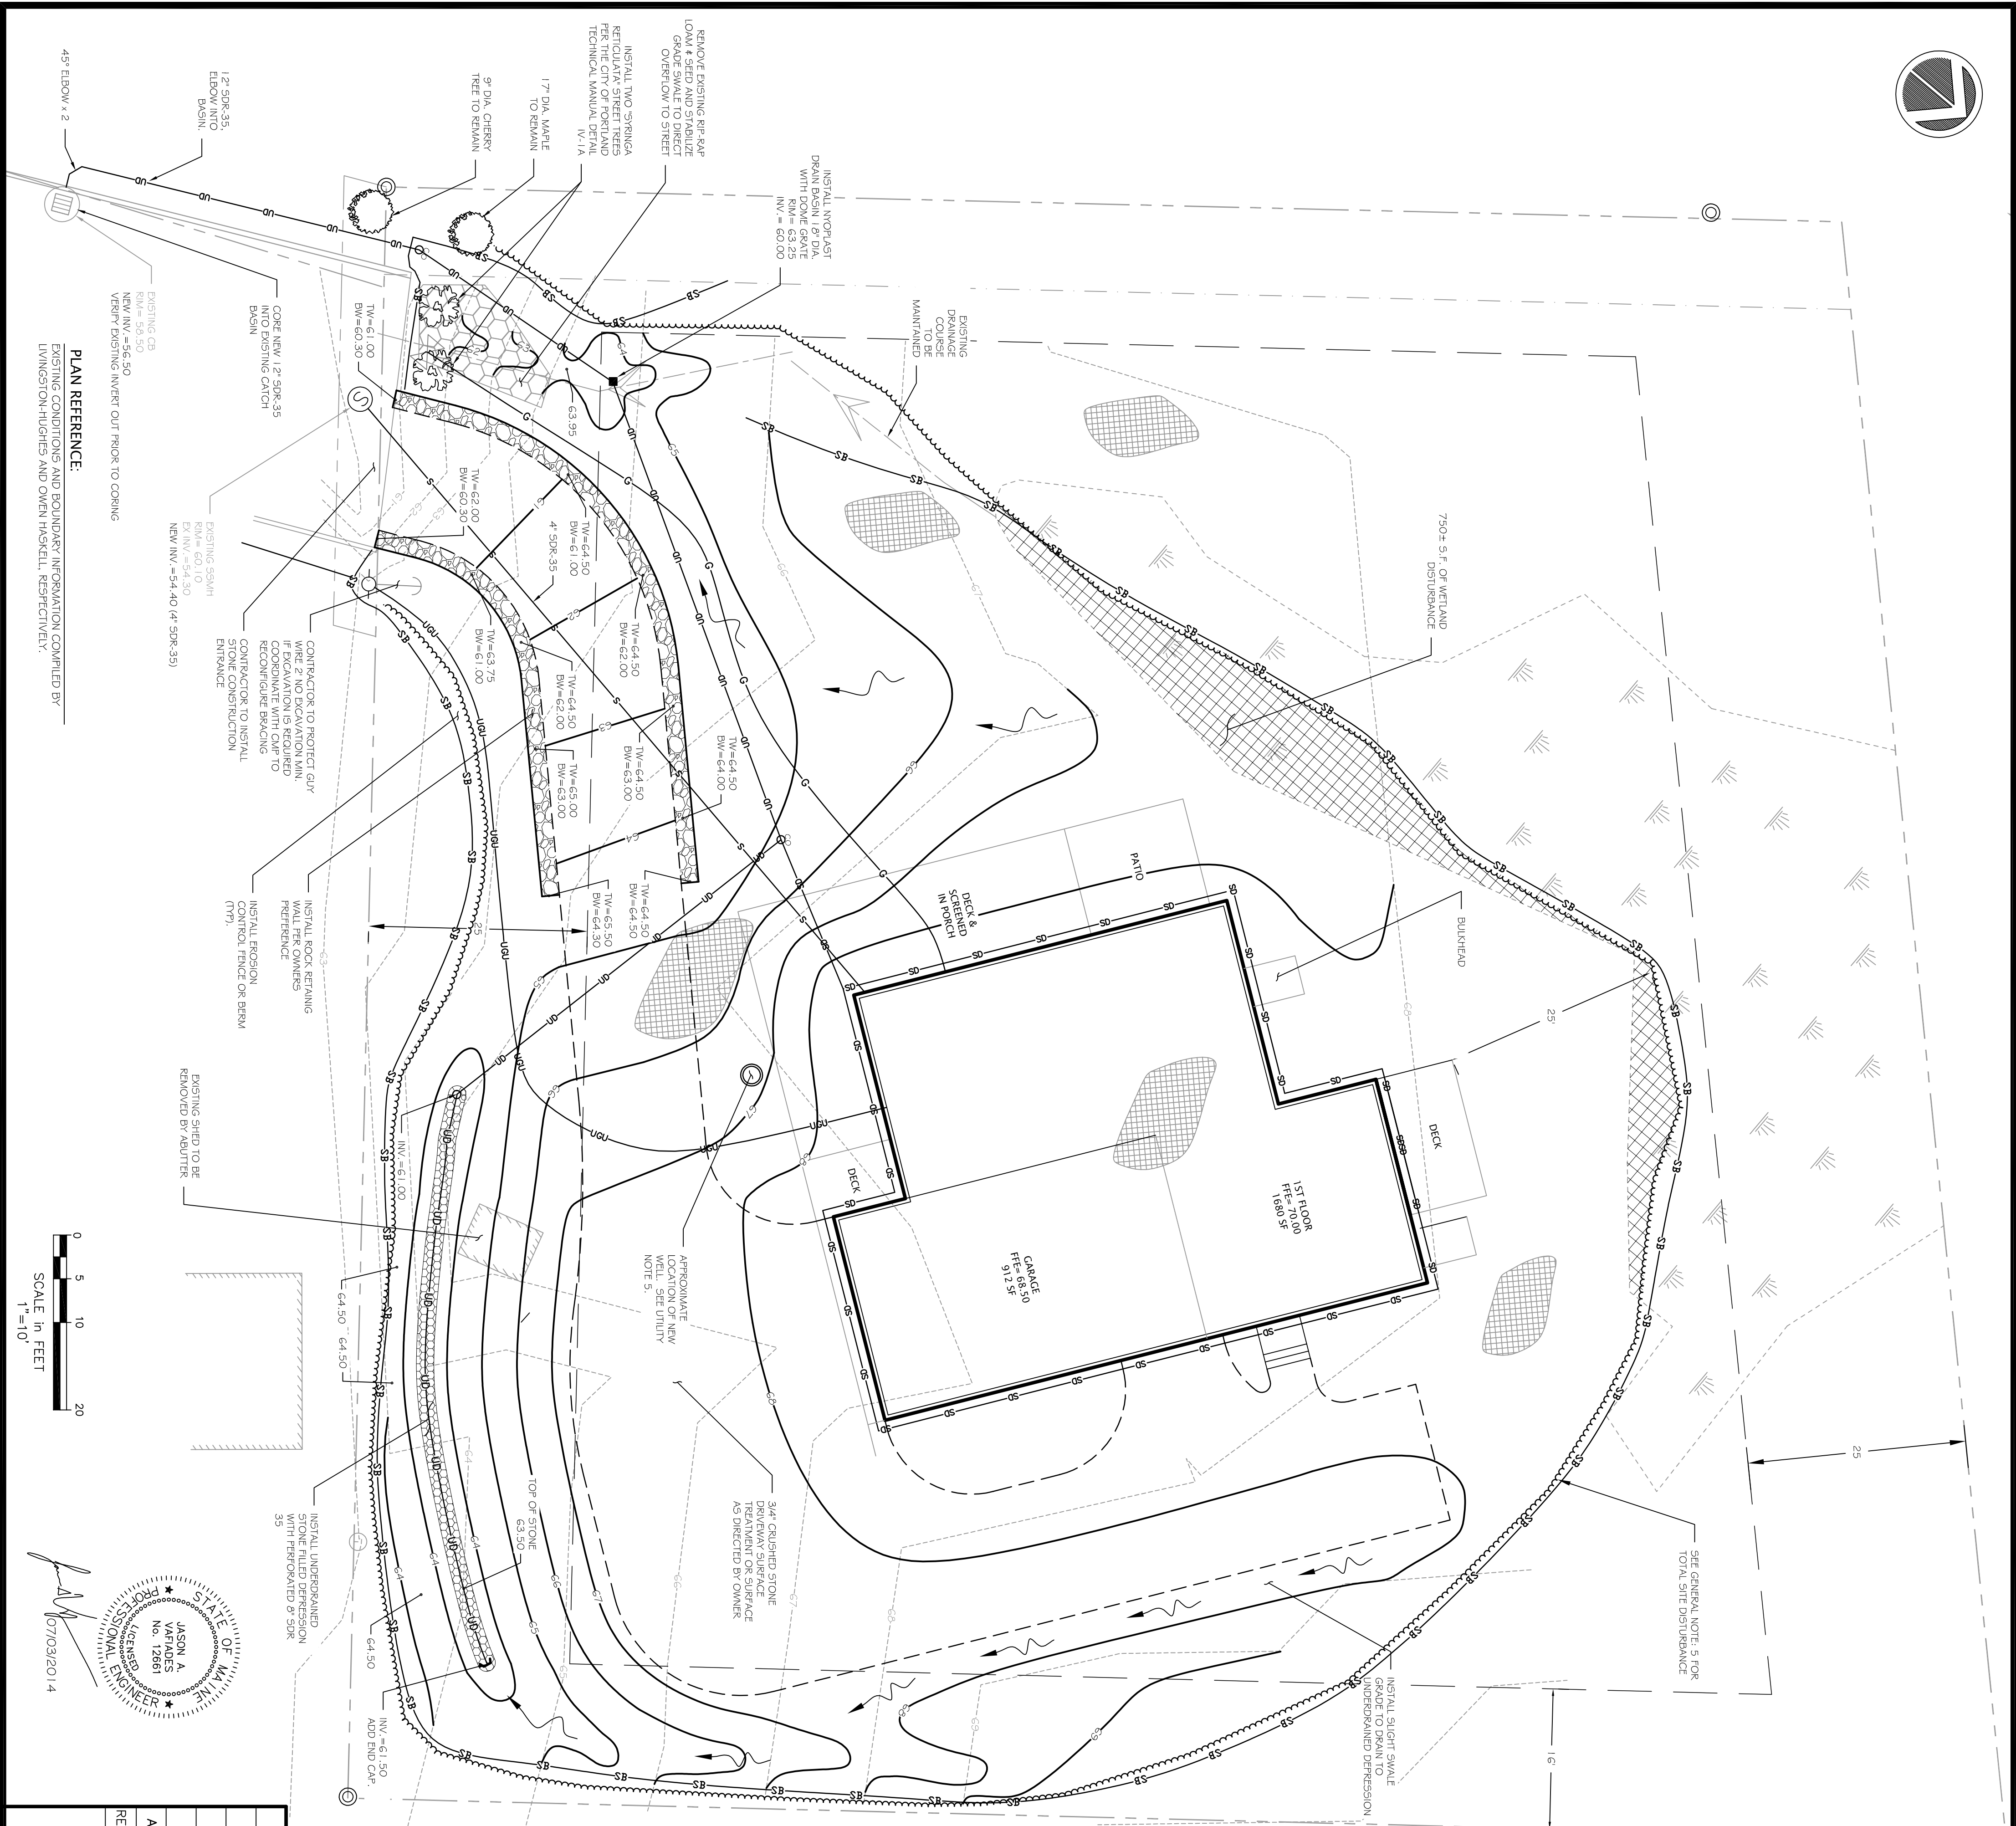 REMOVE EXISTING RIP-RAP
LOAM & SEED AND STABILIZE
GRADE SWALE TO DIRECT
OVERFLOW TO STREET
INSTALL TWO "SYRINGA
RETICULATA" STREET TREES
PER THE CITY OF PORTLAND
TECHNICAL MANUAL DETAIL
IV-1A
17" DIA. MAPLE
TO REMAIN
9" DIA. CHERRY
TREE TO REMAIN
12" SDR-35,
ELBOW INTO
BASIN.
45° ELBOW x 2
INSTALL NYOPLAST
DRAIN BASIN 18" DIA.
WITH DOME GRATE
RIM= 63.25
INV.= 60.00
EXISTING
DRAINAGE
COURSE
TO BE
MAINTAINED
750± S.F. OF WETLAND
DISTURBANCE
EXISTING CB
RIM= 58.50
NEW INV.=56.50
VERIFY EXISTING INVERT OUT PRIOR TO CORING
CORE NEW 12" SDR-35
INTO EXISTING CATCH
BASIN
PLAN REFERENCE:
EXISTING CONDITIONS AND BOUNDARY INFORMATION COMPILED BY
LIVINGSTON-HUGHES AND OWEN HASKELL, RESPECTIVELY.
TW=61.00
BW=60.30
63.95
TW=62.00
BW=60.30
4" SDR-35
TW=64.50
BW=61.00
TW=63.75
BW=61.00
TW=64.50
BW=62.00
TW=64.50
BW=62.00
TW=65.00
BW=63.00
TW=64.50
BW=63.00
TW=64.50
BW=64.00
TW=65.50
BW=64.30
TW=64.50
BW=64.50
EXISTING SSMH
RIM= 60.10
EX INV.=54.30
NEW INV.=54.40 (4" SDR-35)
CONTRACTOR TO INSTALL
STONE CONSTRUCTION
ENTRANCE
CONTRACTOR TO PROTECT GUY
WIRE 2' NO EXCAVATION MIN.
IF EXCAVATION IS REQUIRED
COORDINATE WITH CMP TO
RECONFIGURE BRACING
INSTALL EROSION
CONTROL FENCE OR BERM
(TYP).
INSTALL ROCK RETAINIG
WALL PER OWNERS
PREFERENCE
25'
PATIO
DECK &
SCREENED
IN PORCH
BULKHEAD
25'
DECK
DECK
1ST FLOOR
FFE= 70.00
1680 SF
GARAGE
FFE= 68.50
912 SF
EXISTING SHED TO BE
REMOVED BY ABUTTER
INV.=61.00
64.50
64.50
APPROXIMATE
LOCATION OF NEW
WELL. SEE UTILITY
NOTE 5.
3/4" CRUSHED STONE
DRIVEWAY SURFACE
TREATMENT OR SURFACE
AS DIRECTED BY OWNER
TOP OF STONE
63.50
INSTALL UNDERDRAINED
STONE FILLED DEPRESSION
WITH PERFORATED 8" SDR
35
64.50
INV.=61.50
ADD END CAP.
25
SEE GENERAL NOTE: 5 FOR
TOTAL SITE DISTURBANCE
INSTALL SLIGHT SWALE
GRADE TO DRAIN TO
UNDERDRAINED DEPRESSION
16'
0 5 10 20
SCALE in FEET
1"=10'
STATE OF MAINE
JASON A.
VAFIADES
No. 12661
LICENSED
PROFESSIONAL ENGINEER
07/03/2014
A
RE